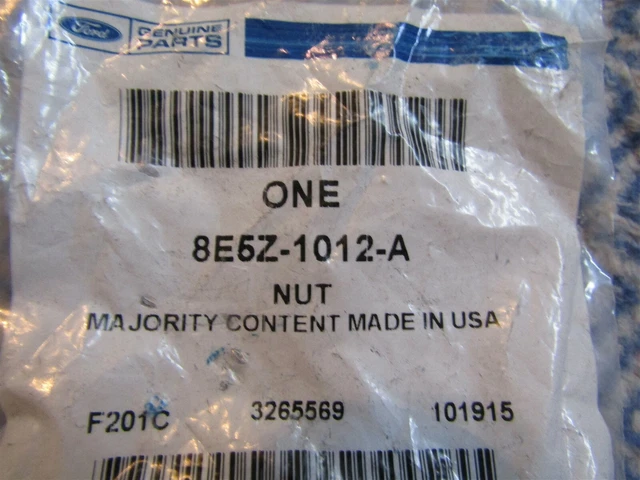 Ford GENUINE
PARTS
ONE
8E5Z-1012-A
NUT
MAJORITY CONTENT MADE IN USA
F201C 3265569 101915